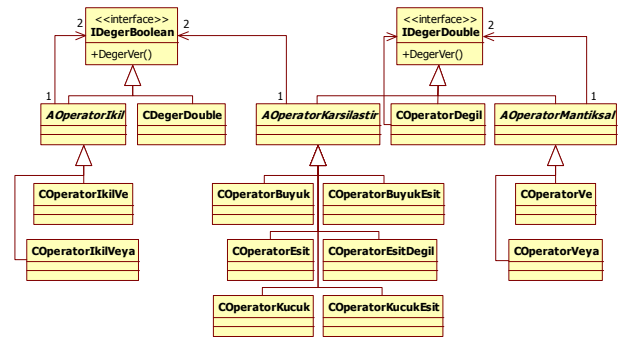 <<interface>>
IDegerBoolean
+DegerVer()
<<interface>>
IDegerDouble
+DegerVer()
2
2
2
1
1
1
AOperatorIkil
CDegerDouble
AOperatorKarsilastir
COperatorDegil
AOperatorMantiksal
COperatorIkilVe
COperatorBuyuk
COperatorBuyukEsit
COperatorVe
COperatorIkilVeya
COperatorEsit
COperatorEsitDegil
COperatorVeya
COperatorKucuk
COperatorKucukEsit